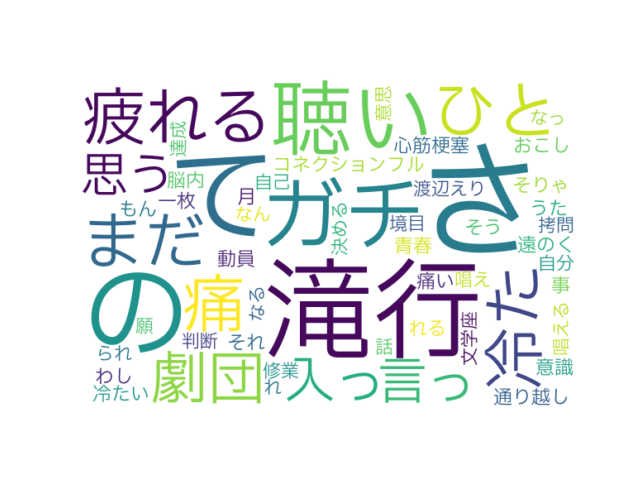 疲れる
聴い
ひと
意思
達成
なっ
おこし
心筋梗塞
コネクションフル
思う
て
ガチ
さ
脳内
自己
渡辺えり
そりゃ
もん
一枚
月
なん
決める
境目
そう
うた
拷問
まだ
動員
青春
遠のく
自分
の
痛
滝行
冷た
痛い
唱え
事
願
判断
それ
なる
れる
文学座
唱える
られ
わし
冷たい
劇団
修業
れ
話
入っ
言っ
意識
通り越し